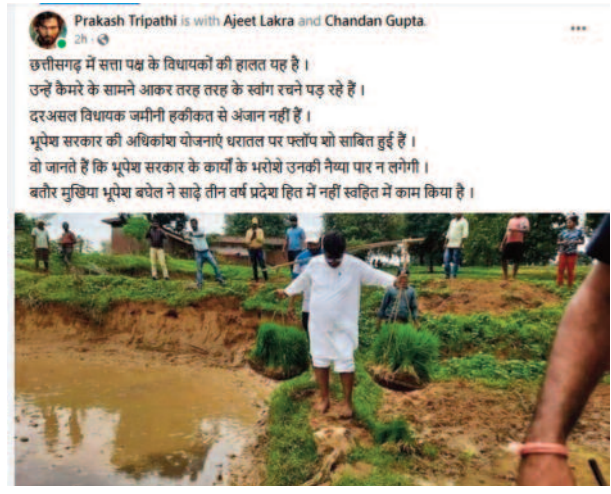 Prakash Tripathi is with Ajeet Lakra and Chandan Gupta.
2h ·
छत्तीसगढ़ में सत्ता पक्ष के विधायकों की हालत यह है ।
उन्हें कैमरे के सामने आकर तरह तरह के स्वांग रचने पड़ रहे हैं ।
दरअसल विधायक जमीनी हकीकत से अंजान नहीं हैं ।
भूपेश सरकार की अधिकांश योजनाएं धरातल पर फ्लॉप शो साबित हुई हैं ।
वो जानते हैं कि भूपेश सरकार के कार्यों के भरोशे उनकी नैय्या पार न लगेगी ।
बतौर मुखिया भूपेश बघेल ने साढ़े तीन वर्ष प्रदेश हित में नहीं स्वहित में काम किया है ।